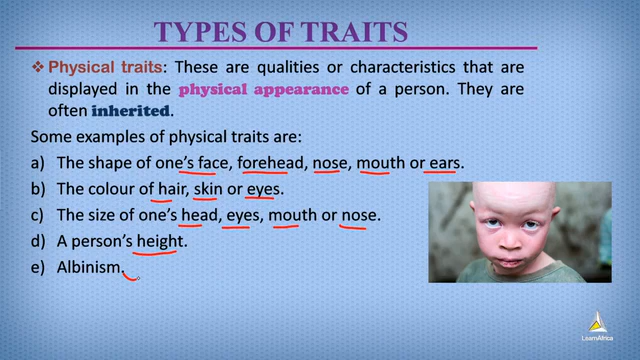 TYPES OF TRAITS
❖ Physical traits: These are qualities or characteristics that are
displayed in the physical appearance of a person. They are
often inherited.
Some examples of physical traits are:
a) The shape of one's face, forehead, nose, mouth or ears.
b) The colour of hair, skin or eyes.
c) The size of one's head, eyes, mouth or nose.
d) A person's height.
e) Albinism.
LearnAfrica